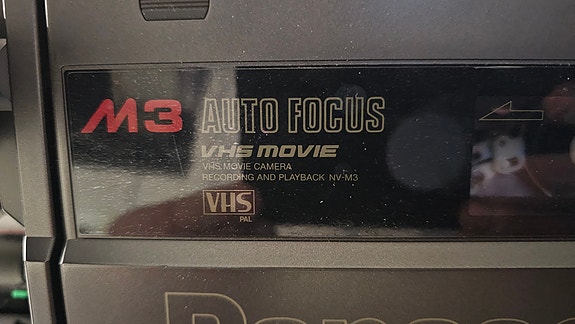 M3 AUTO FOCUS
VHS MOVIE
VHS MOVIE CAMERA
RECORDING AND PLAYBACK NV-M3
VHS
PAL